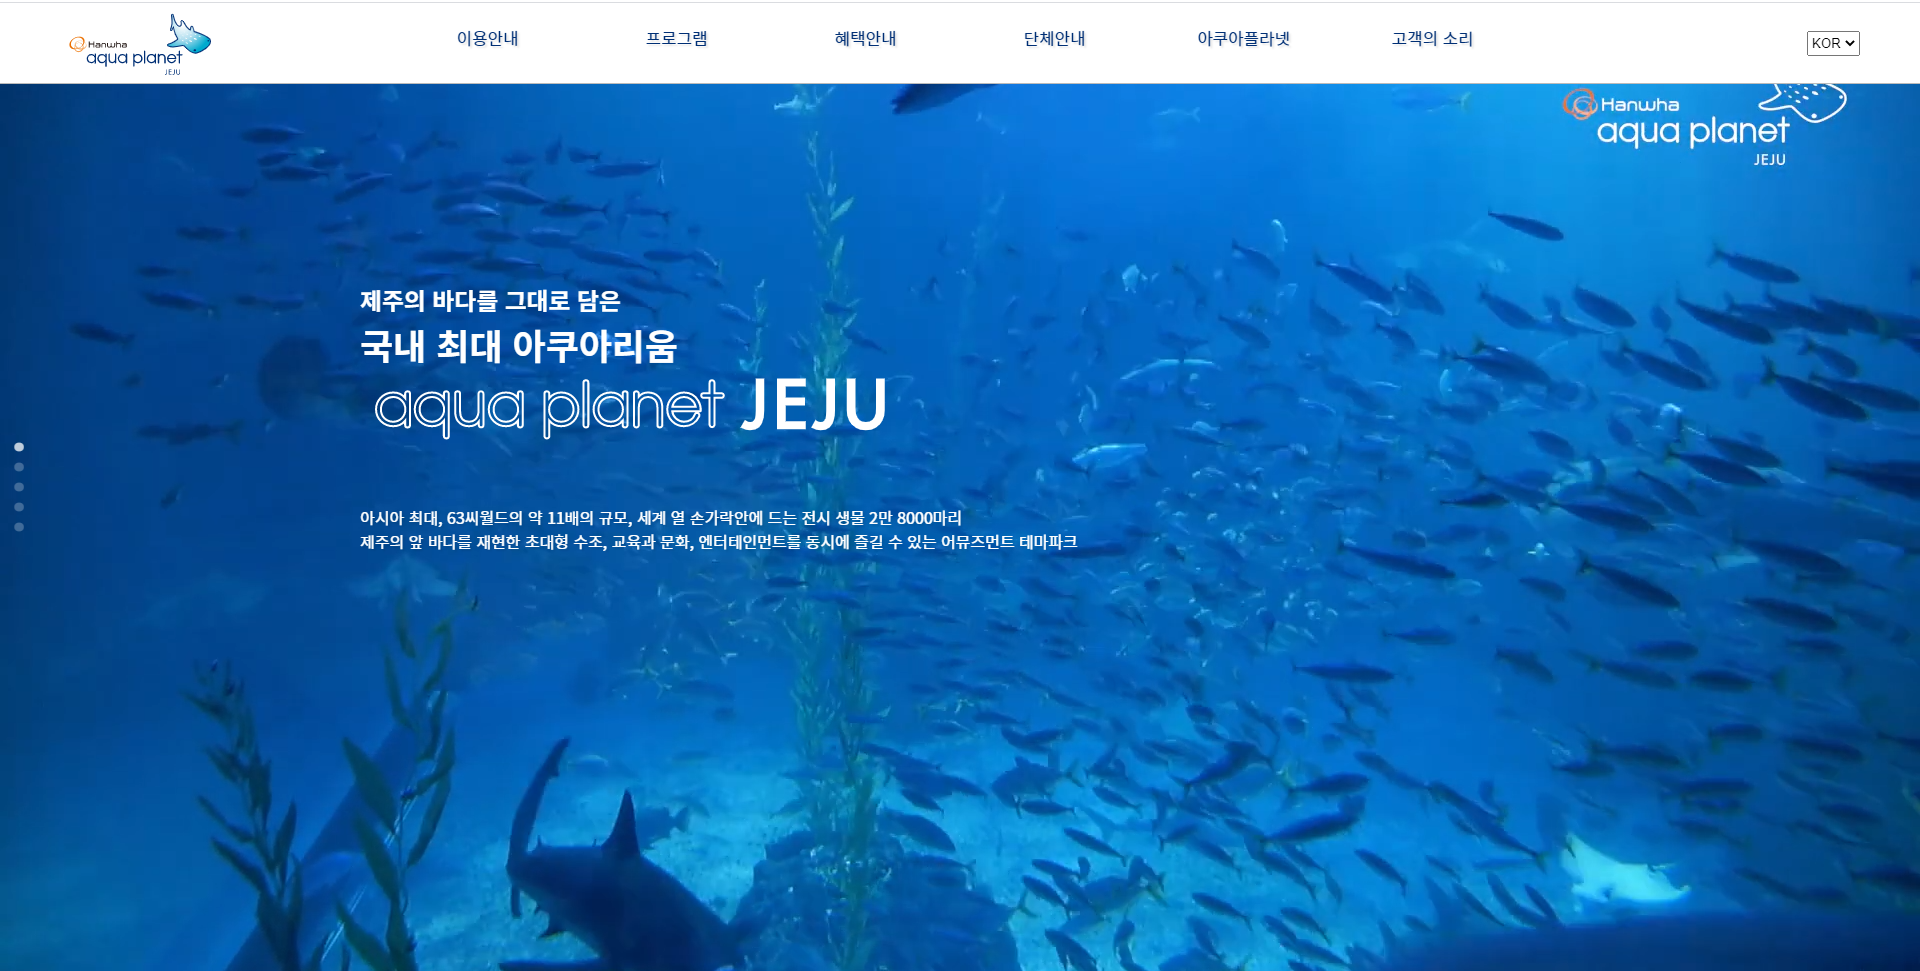 Hanwha
aqua planet
JEJU
이용안내
프로그램
혜택안내
단체안내
아쿠아플라넷
고객의 소리
KOR
Hanwha
aqua planet
JEJU
제주의 바다를 그대로 담은
국내 최대 아쿠아리움
aqua planet JEJU
아시아 최대, 63씨월드의 약 11배의 규모, 세계 열 손가락안에 드는 전시 생물 2만 8000마리
제주의 앞 바다를 재현한 초대형 수조, 교육과 문화, 엔터테인먼트를 동시에 즐길 수 있는 어뮤즈먼트 테마파크